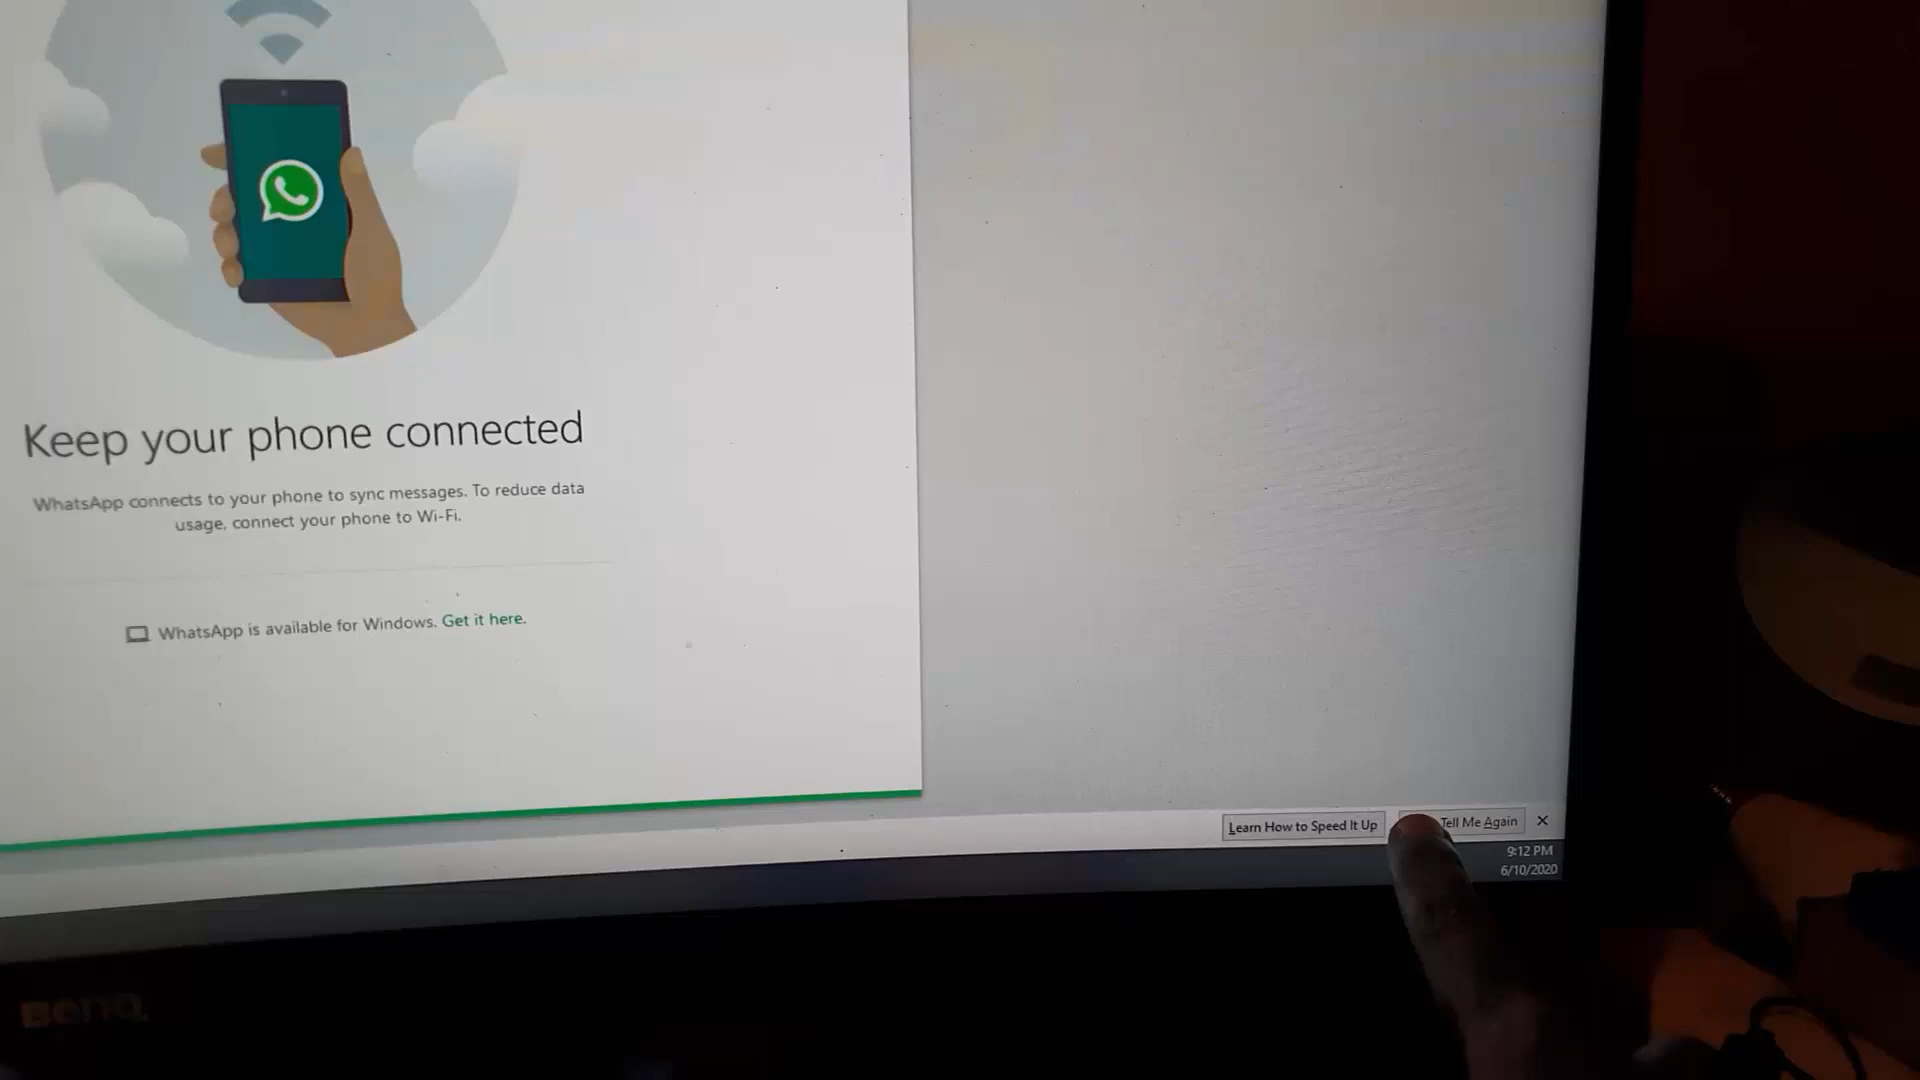 Keep your phone connected
WhatsApp connects to your phone to sync messages. To reduce data
usage, connect your phone to Wi-Fi.
WhatsApp is available for Windows. Get it here.
Learn How to Speed It Up
Tell Me Again
9:12 PM
6/10/2020
BenQ